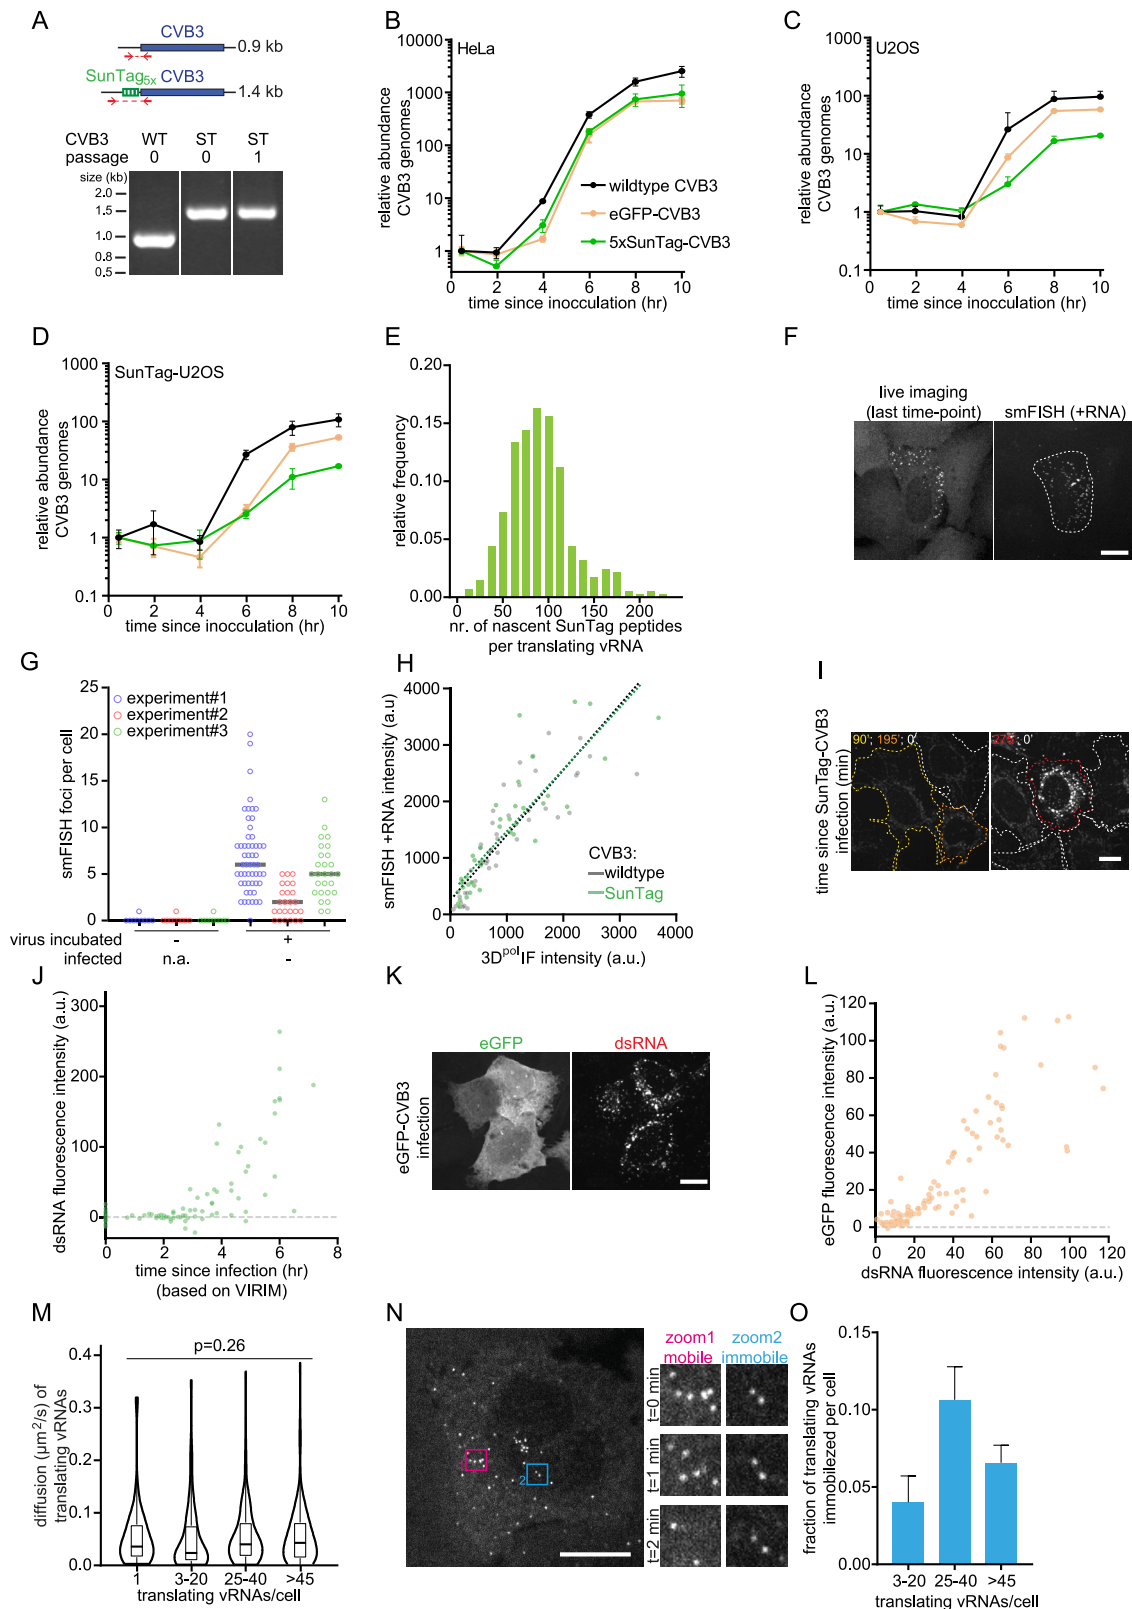 A
CVB3
0.9 kb
SunTag5x CVB3
1.4 kb
CVB3 WT ST ST
passage 0 0 1
size (kb)
2.0
1.5
1.0
0.8
0.5
B
HeLa
relative abundance
CVB3 genomes
10000
1000
100
10
1
wildtype CVB3
eGFP-CVB3
5xSunTag-CVB3
0 2 4 6 8 10
time since inocculation (hr)
C
U2OS
relative abundance
CVB3 genomes
1000
100
10
1
0.1
0 2 4 6 8 10
time since inocculation (hr)
D
SunTag-U2OS
relative abundance
CVB3 genomes
1000
100
10
1
0.1
0 2 4 6 8 10
time since inocculation (hr)
E
relative frequency
0.20
0.15
0.10
0.05
0.00
0 50 100 150 200
nr. of nascent SunTag peptides
per translating vRNA
F
live imaging
(last time-point)
smFISH (+RNA)
G
smFISH foci per cell
25
20
15
10
5
0
experiment#1
experiment#2
experiment#3
virus incubated - +
infected n.a. -
H
smFISH +RNA intensity (a.u)
4000
3000
2000
1000
0
CVB3:
wildtype
SunTag
0 1000 2000 3000 4000
3Dpol IF intensity (a.u.)
I
time since SunTag-CVB3
infection (min)
90'; 195'; 0'
275'; 0'
J
dsRNA fluorescence intensity (a.u.)
300
200
100
0
0 2 4 6 8
time since infection (hr)
(based on VIRIM)
K
eGFP
dsRNA
eGFP-CVB3
infection
L
eGFP fluorescence intensity (a.u.)
120
100
80
60
40
20
0
0 20 40 60 80 100 120
dsRNA fluorescence intensity (a.u.)
M
p=0.26
diffusion (μm²/s) of
translating vRNAs
0.4
0.3
0.2
0.1
0.0
1 3-20 25-40 >45
translating vRNAs/cell
N
zoom1
mobile
zoom2
immobile
2
t=0 min
t=1 min
t=2 min
O
fraction of translating vRNAs
immobilezed per cell
0.15
0.10
0.05
0.00
3-20 25-40 >45
translating vRNAs/cell